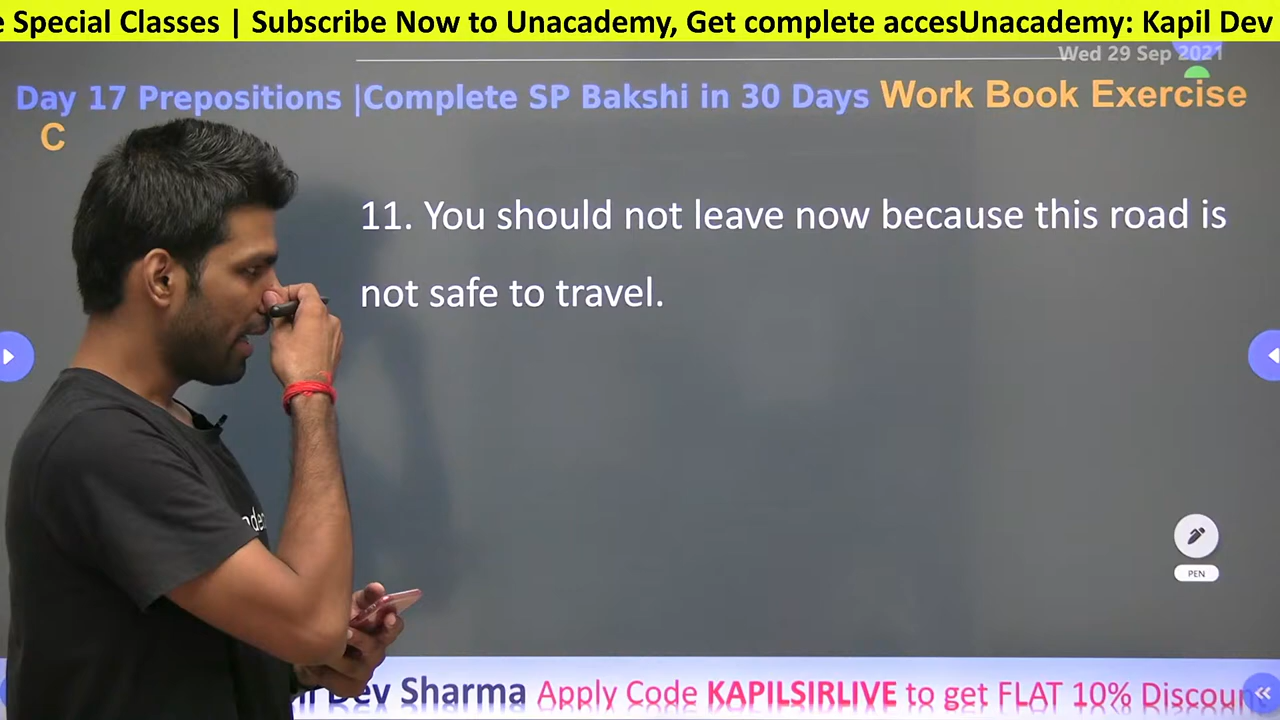 Special Classes | Subscribe Now to Unacademy, Get complete accesUnacademy: Kapil Dev
Wed 29 Sep 2021
Day 17 Prepositions |Complete SP Bakshi in 30 Days Work Book Exercise
C
11. You should not leave now because this road is
not safe to travel.
PEN
Dev Sharma Apply Code KAPILSIRLIVE to get FLAT 10% Discoun